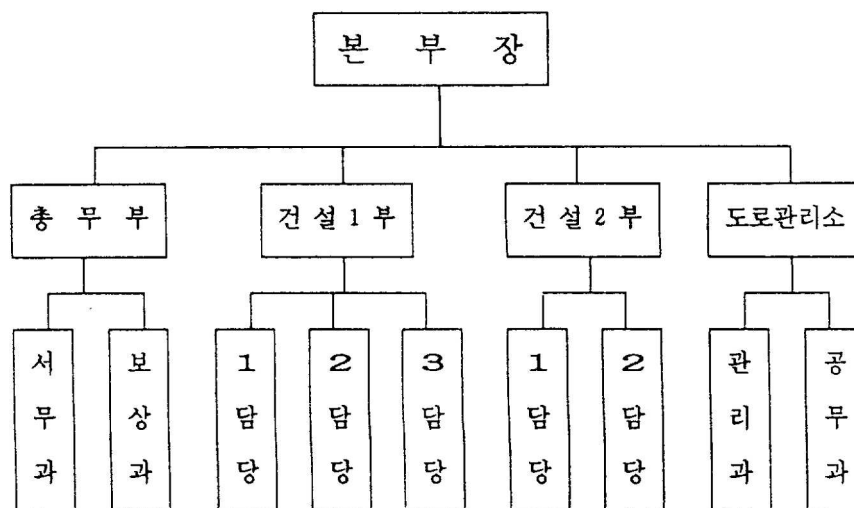 본 부 장
총 무 부
건 설 1 부
건 설 2 부
도로관리소
서무과
보상과
1담당
2담당
3담당
1담당
2담당
관리과
공무과